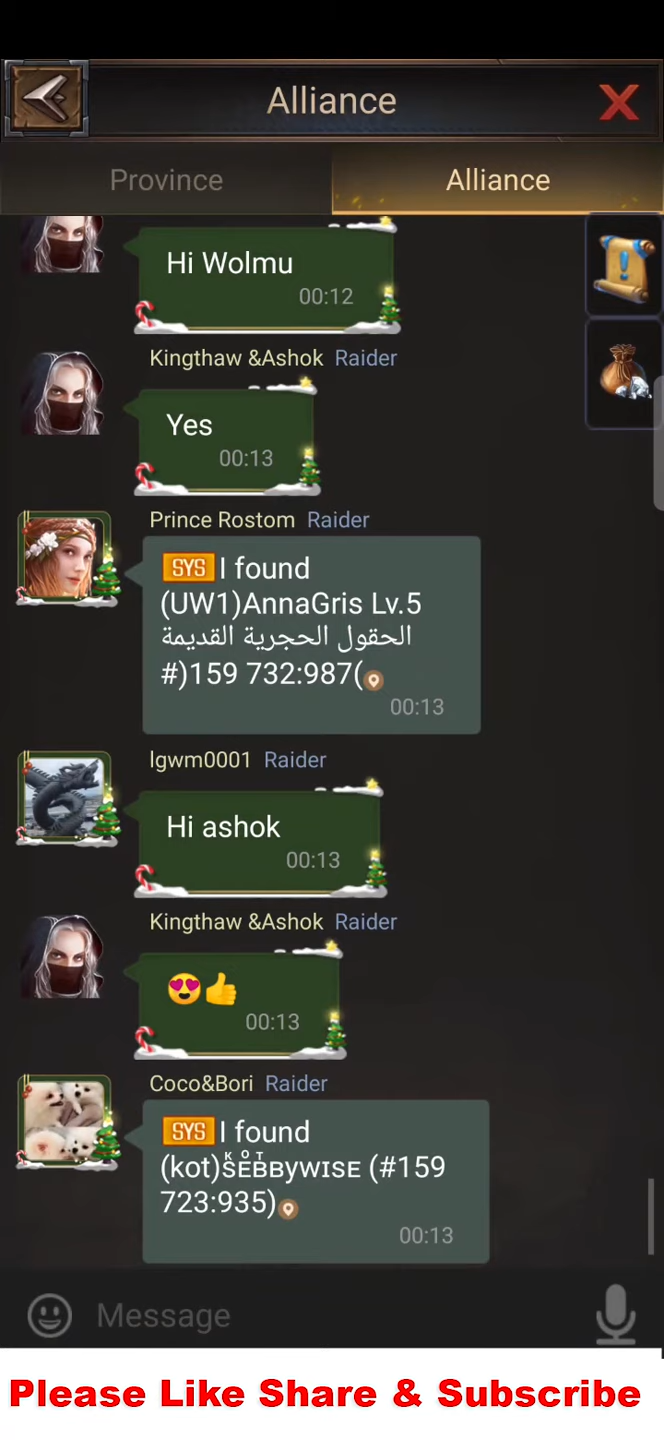 Alliance
Province
Alliance
Hi Wolmu
00:12
Kingthaw &Ashok Raider
Yes
00:13
Prince Rostom Raider
SYS I found
(UW1)AnnaGris Lv.5
الحقول الحجرية القديمة
#)159 732:987(
00:13
lgwm0001 Raider
Hi ashok
00:13
Kingthaw &Ashok Raider
😍👍
00:13
Coco&Bori Raider
SYS I found
(kot)SͤEͦBͭBʏWISE (#159
723:935)
00:13
Message
Please Like Share & Subscribe